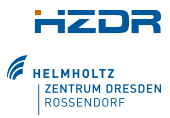 HZDR
HELMHOLTZ
ZENTRUM DRESDEN
ROSSENDORF